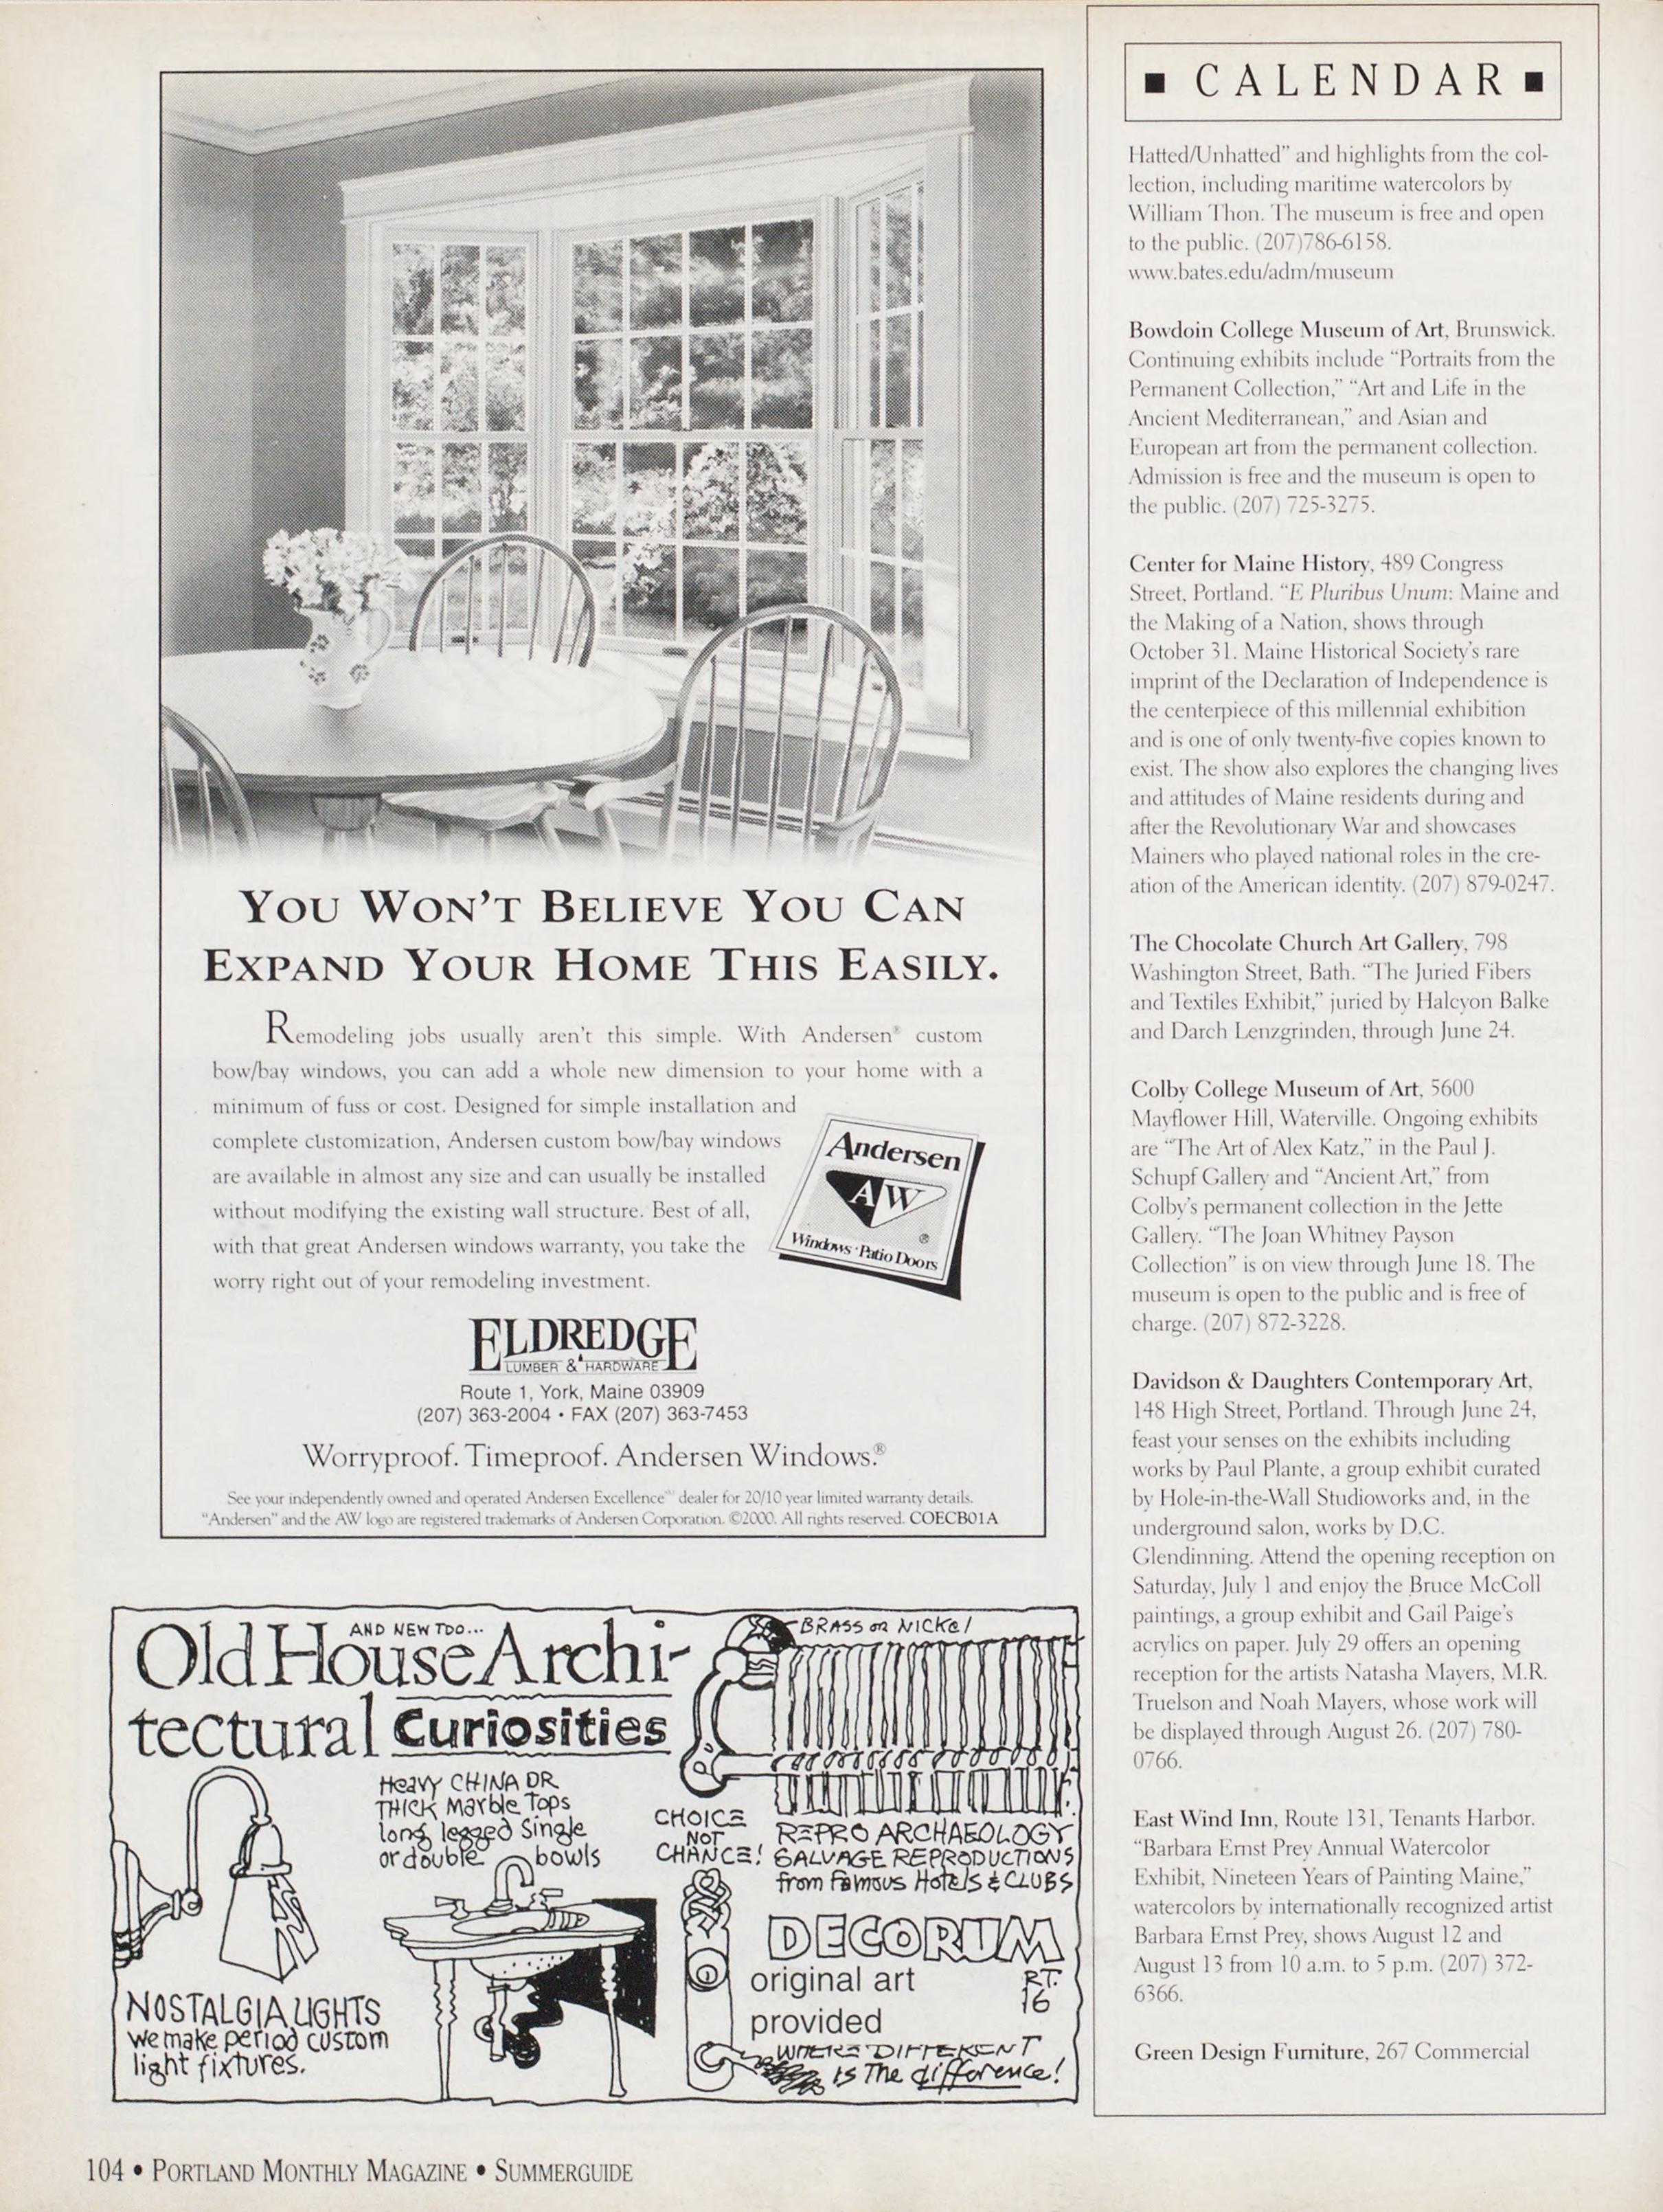 YOU WON'T BELIEVE YOU CAN
EXPAND YOUR HOME THIS EASILY.
Remodeling jobs usually aren't this simple. With Andersen® custom
bow/bay windows, you can add a whole new dimension to your home with a
minimum of fuss or cost. Designed for simple installation and
complete customization, Andersen custom bow/bay windows
are available in almost any size and can usually be installed
without modifying the existing wall structure. Best of all,
with that great Andersen windows warranty, you take the
worry right out of your remodeling investment.
Andersen
AW
®
Windows · Patio Doors
ELDREDGE
LUMBER & HARDWARE
Route 1, York, Maine 03909
(207) 363-2004 • FAX (207) 363-7453
Worryproof. Timeproof. Andersen Windows.®
See your independently owned and operated Andersen Excellence℠ dealer for 20/10 year limited warranty details.
"Andersen" and the AW logo are registered trademarks of Andersen Corporation. ©2000. All rights reserved. COECB01A
AND NEW TOO...
Old House Archi-
tectural Curiosities
BRASS or NICKel
Heavy CHINA OR
THICK Marble Tops
long legged Single
or double bowls
CHOICE
NOT
CHANCE!
REPRO ARCHAEOLOGY
SALVAGE REPRODUCTIONS
from Famous Hotels & CLUBS
DECORUM
original art
provided
RT.
16
WHERE DIFFERENT
is The difference!
NOSTALGIA LIGHTS
we make period custom
light fixtures.
■ CALENDAR ■
Hatted/Unhatted" and highlights from the col-
lection, including maritime watercolors by
William Thon. The museum is free and open
to the public. (207)786-6158.
www.bates.edu/adm/museum
Bowdoin College Museum of Art, Brunswick.
Continuing exhibits include "Portraits from the
Permanent Collection," "Art and Life in the
Ancient Mediterranean," and Asian and
European art from the permanent collection.
Admission is free and the museum is open to
the public. (207) 725-3275.
Center for Maine History, 489 Congress
Street, Portland. "E Pluribus Unum: Maine and
the Making of a Nation, shows through
October 31. Maine Historical Society's rare
imprint of the Declaration of Independence is
the centerpiece of this millennial exhibition
and is one of only twenty-five copies known to
exist. The show also explores the changing lives
and attitudes of Maine residents during and
after the Revolutionary War and showcases
Mainers who played national roles in the cre-
ation of the American identity. (207) 879-0247.
The Chocolate Church Art Gallery, 798
Washington Street, Bath. "The Juried Fibers
and Textiles Exhibit," juried by Halcyon Balke
and Darch Lenzgrinden, through June 24.
Colby College Museum of Art, 5600
Mayflower Hill, Waterville. Ongoing exhibits
are "The Art of Alex Katz," in the Paul J.
Schupf Gallery and "Ancient Art," from
Colby's permanent collection in the Jette
Gallery. "The Joan Whitney Payson
Collection" is on view through June 18. The
museum is open to the public and is free of
charge. (207) 872-3228.
Davidson & Daughters Contemporary Art,
148 High Street, Portland. Through June 24,
feast your senses on the exhibits including
works by Paul Plante, a group exhibit curated
by Hole-in-the-Wall Studioworks and, in the
underground salon, works by D.C.
Glendinning. Attend the opening reception on
Saturday, July 1 and enjoy the Bruce McColl
paintings, a group exhibit and Gail Paige's
acrylics on paper. July 29 offers an opening
reception for the artists Natasha Mayers, M.R.
Truelson and Noah Mayers, whose work will
be displayed through August 26. (207) 780-
0766.
East Wind Inn, Route 131, Tenants Harbor.
"Barbara Ernst Prey Annual Watercolor
Exhibit, Nineteen Years of Painting Maine,"
watercolors by internationally recognized artist
Barbara Ernst Prey, shows August 12 and
August 13 from 10 a.m. to 5 p.m. (207) 372-
6366.
Green Design Furniture, 267 Commercial
104 • PORTLAND MONTHLY MAGAZINE • SUMMERGUIDE